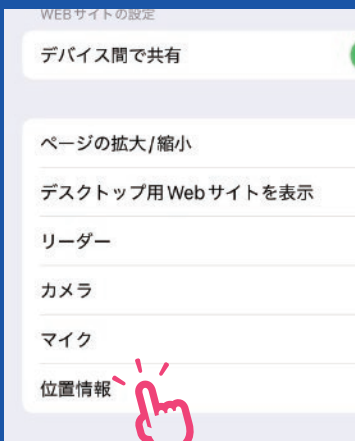 WEBサイトの設定
デバイス間で共有
ページの拡大/縮小
デスクトップ用Webサイトを表示
リーダー
カメラ
マイク
位置情報